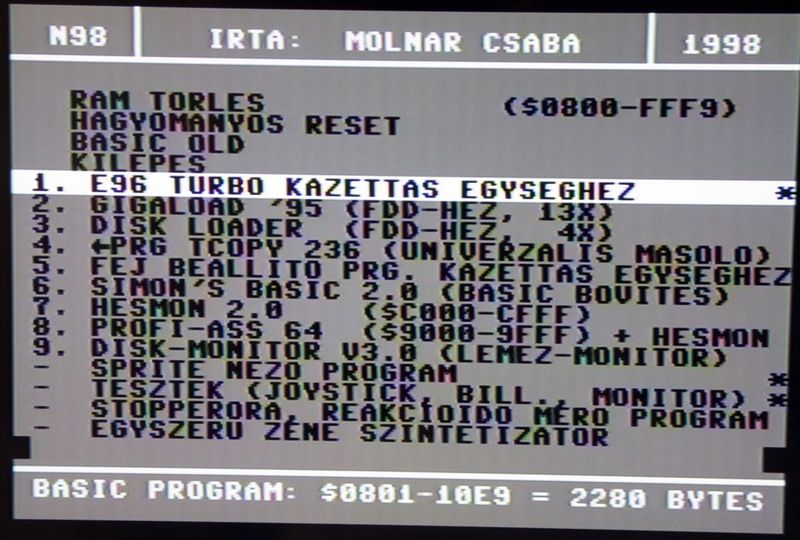 N98 IRTA: MOLNAR CSABA 1998
RAM TORLES ($0800-FFF9)
HAGYOMANYOS RESET
BASIC OLD
KILEPES
1. E96 TURBO KAZETTAS EGYSEGHEZ *
2. GIGALOAD '95 (FDD-HEZ, 13X)
3. DISK LOADER (FDD-HEZ, 4X)
4. ←PRG TCOPY 236 (UNIVERZALIS MASOLO)
5. FEJ BEALLITO PRG. KAZETTAS EGYSEGHEZ
6. SIMON'S BASIC 2.0 (BASIC BOVITES)
7. HESMON 2.0 ($C000-CFFF)
8. PROFI-ASS 64 ($9000-9FFF) + HESMON
9. DISK-MONITOR V3.0 (LEMEZ-MONITOR)
- SPRITE NEZO PROGRAM *
- TESZTEK (JOYSTICK, BILL., MONITOR) *
- STOPPERORA, REAKCIOIDO MERO PROGRAM
- EGYSZERU ZENE SZINTETIZATOR
BASIC PROGRAM: $0801-10E9 = 2280 BYTES